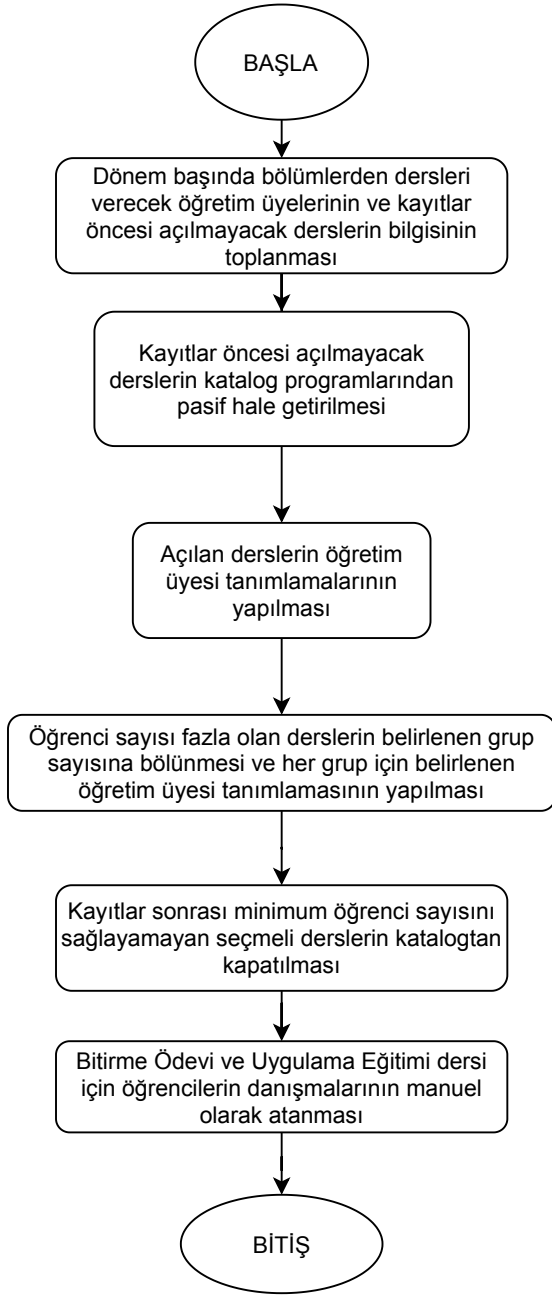 BAŞLA
Dönem başında bölümlerden dersleri
verecek öğretim üyelerinin ve kayıtlar
öncesi açılmayacak derslerin bilgisinin
toplanması
Kayıtlar öncesi açılmayacak
derslerin katalog programlarından
pasif hale getirilmesi
Açılan derslerin öğretim
üyesi tanımlamalarının
yapılması
Öğrenci sayısı fazla olan derslerin belirlenen grup
sayısına bölünmesi ve her grup için belirlenen
öğretim üyesi tanımlamasının yapılması
Kayıtlar sonrası minimum öğrenci sayısını
sağlayamayan seçmeli derslerin katalogtan
kapatılması
Bitirme Ödevi ve Uygulama Eğitimi dersi
için öğrencilerin danışmalarının manuel
olarak atanması
BİTİŞ